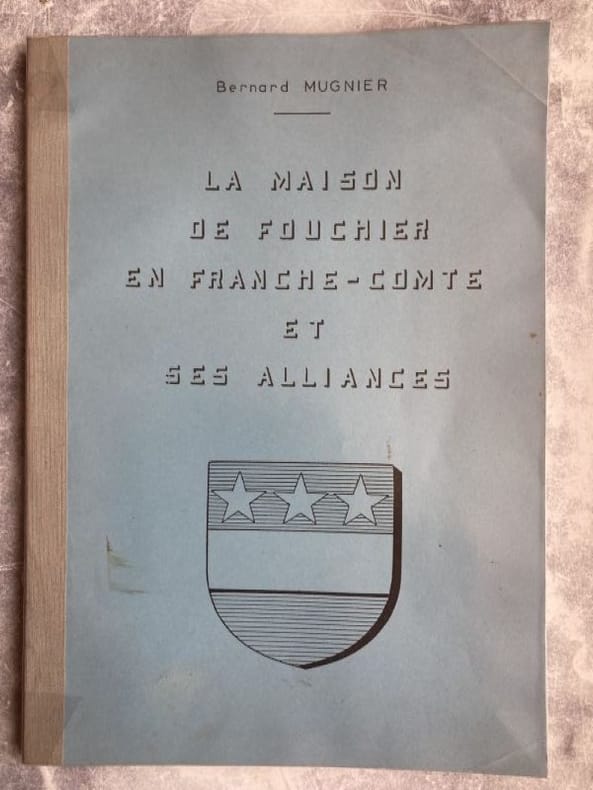 Bernard MUGNIER
LA MAISON
DE FOUCHIER
EN FRANCHE-COMTE
ET
SES ALLIANCES